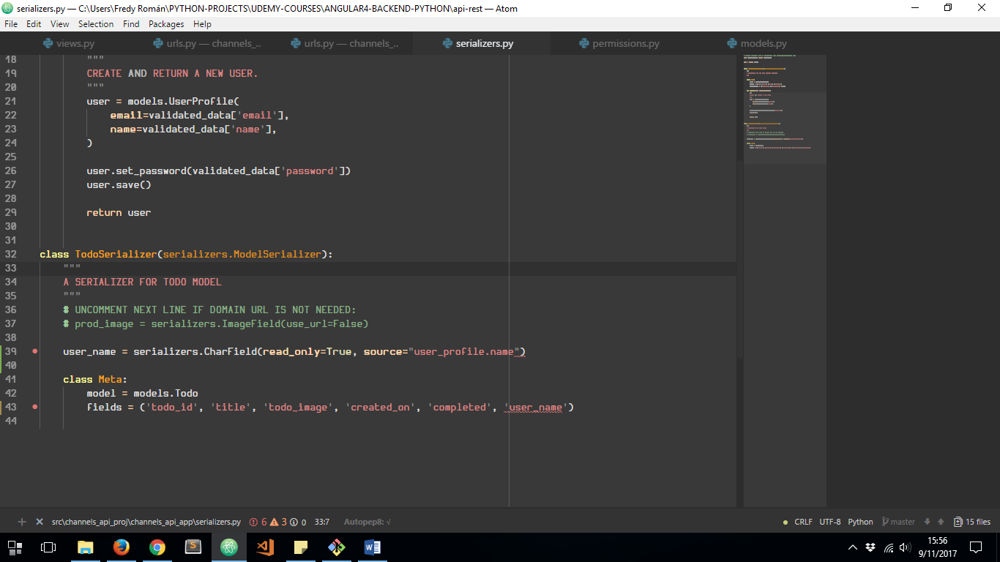 serializers.py — C:\Users\Fredy Román\PYTHON-PROJECTS\UDEMY-COURSES\ANGULAR4-BACKEND-PYTHON\api-rest — Atom
File Edit View Selection Find Packages Help
views.py urls.py — channels_.. urls.py — channels_.. serializers.py permissions.py models.py
18 """
19 CREATE AND RETURN A NEW USER.
20 """
21 user = models.UserProfile(
22 email=validated_data['email'],
23 name=validated_data['name'],
24 )
25
26 user.set_password(validated_data['password'])
27 user.save()
28
29 return user
30
31
32 class TodoSerializer(serializers.ModelSerializer):
33 """
34 A SERIALIZER FOR TODO MODEL
35 """
36 # UNCOMMENT NEXT LINE IF DOMAIN URL IS NOT NEEDED:
37 # prod_image = serializers.ImageField(use_url=False)
38
39 user_name = serializers.CharField(read_only=True, source="user_profile.name")
40
41 class Meta:
42 model = models.Todo
43 fields = ('todo_id', 'title', 'todo_image', 'created_on', 'completed', 'user_name')
44
src\channels_api_proj\channels_api_app\serializers.py 6 3 0 33:7 Autopep8: √ CRLF UTF-8 Python master 15 files
15:56
9/11/2017